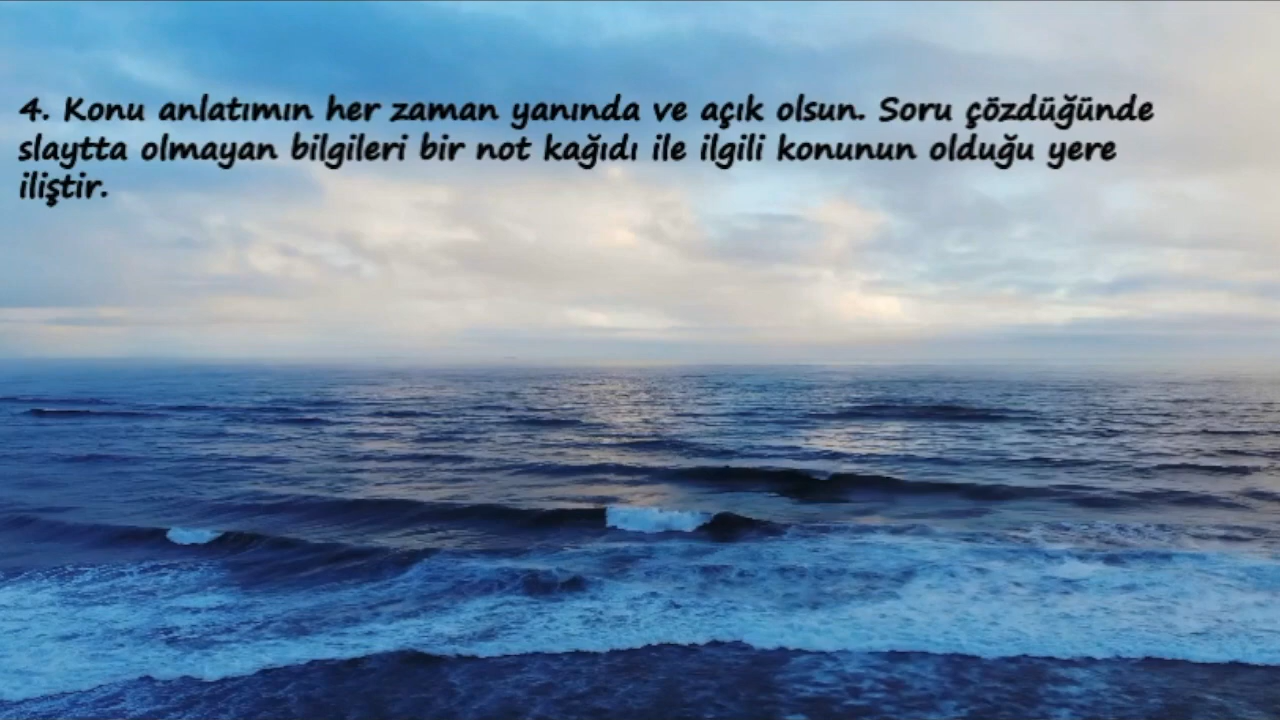 4. Konu anlatımın her zaman yanında ve açık olsun. Soru çözdüğünde
slaytta olmayan bilgileri bir not kağıdı ile ilgili konunun olduğu yere
iliştir.